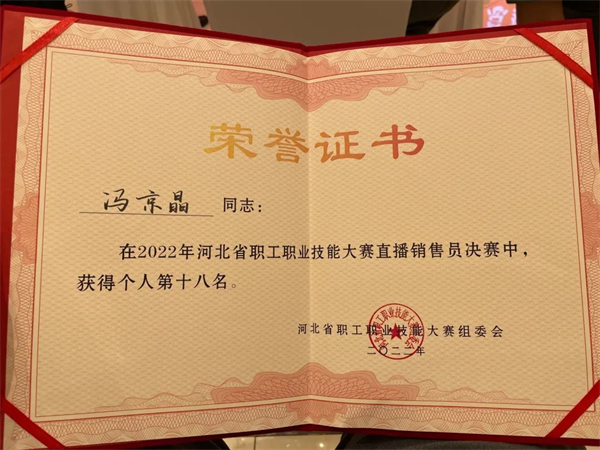 荣誉证书
冯京晶 同志：
在2022年河北省职工职业技能大赛直播销售员决赛中，
获得个人第十八名。
河北省职工职业技能大赛组委会
二〇二二年